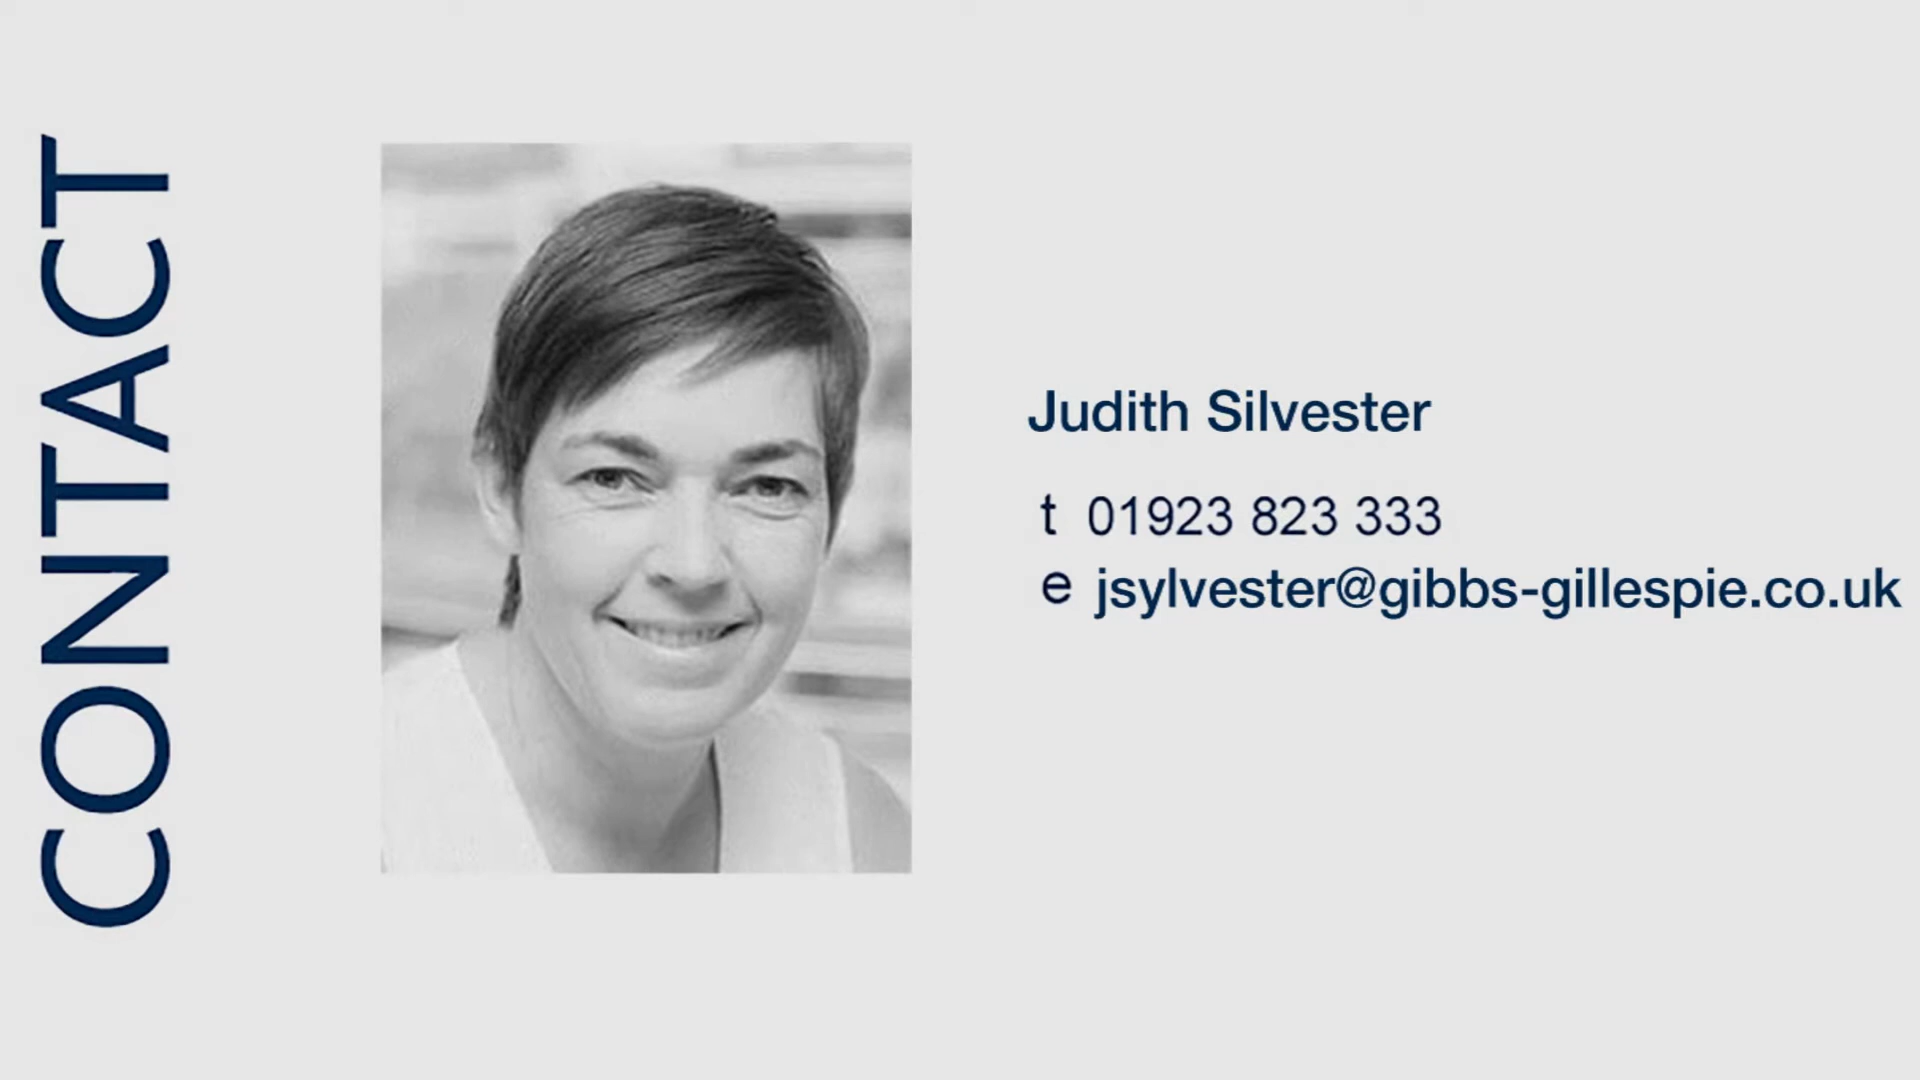 CONTACT
Judith Silvester
t 01923 823 333
e jsylvester@gibbs-gillespie.co.uk